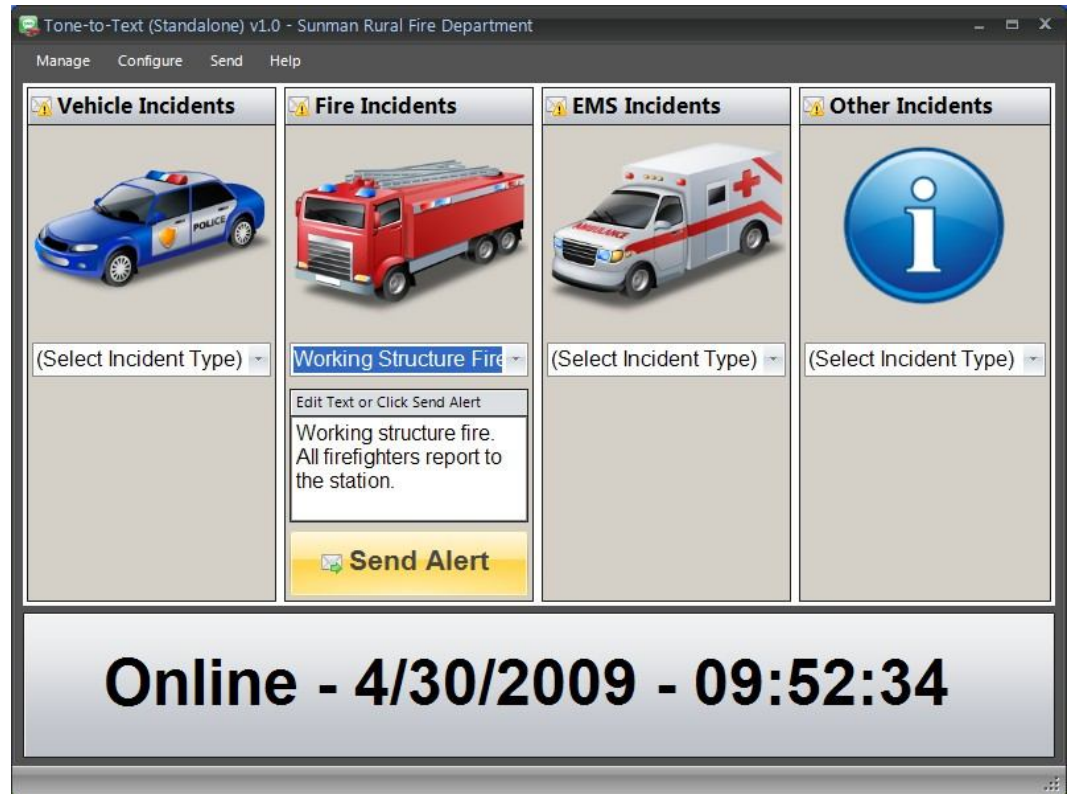 Tone-to-Text (Standalone) v1.0 - Sunman Rural Fire Department
Manage Configure Send Help
Vehicle Incidents
Fire Incidents
EMS Incidents
Other Incidents
POLICE
AMBULANCE
(Select Incident Type)
Working Structure Fire
(Select Incident Type)
(Select Incident Type)
Edit Text or Click Send Alert
Working structure fire.
All firefighters report to
the station.
Send Alert
Online - 4/30/2009 - 09:52:34